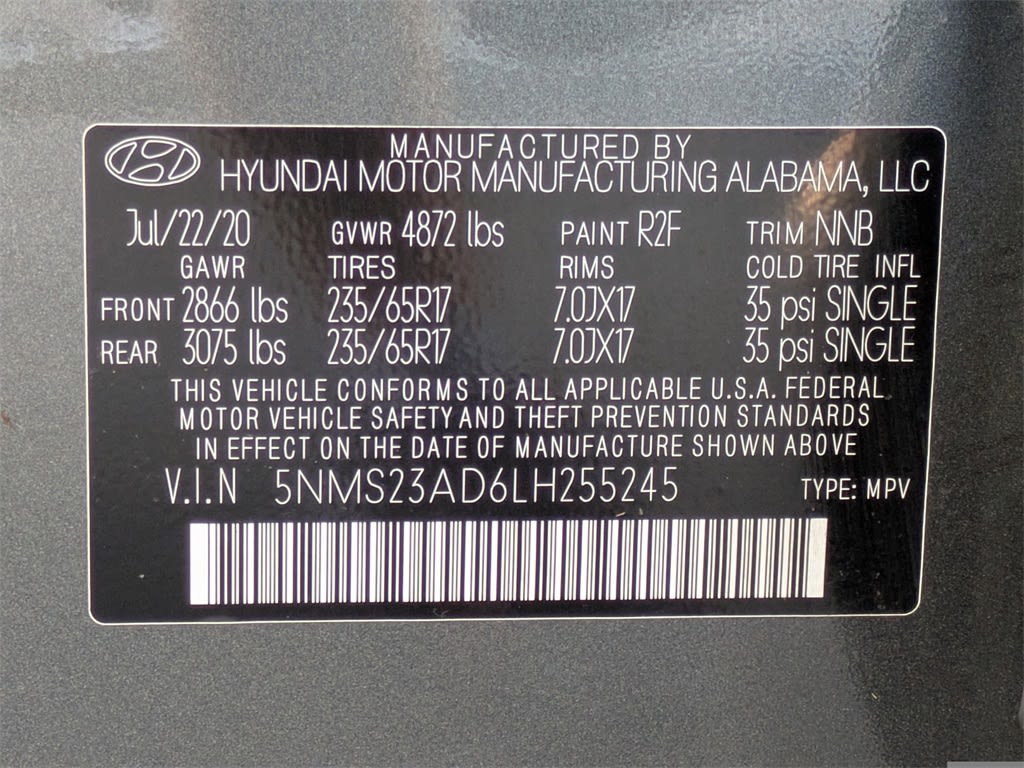 MANUFACTURED BY
HYUNDAI MOTOR MANUFACTURING ALABAMA, LLC
Jul/22/20 GVWR 4872 lbs PAINT R2F TRIM NNB
GAWR TIRES RIMS COLD TIRE INFL
FRONT 2866 lbs 235/65R17 7.0JX17 35 psi SINGLE
REAR 3075 lbs 235/65R17 7.0JX17 35 psi SINGLE
THIS VEHICLE CONFORMS TO ALL APPLICABLE U.S.A. FEDERAL
MOTOR VEHICLE SAFETY AND THEFT PREVENTION STANDARDS
IN EFFECT ON THE DATE OF MANUFACTURE SHOWN ABOVE
V.I.N 5NMS23AD6LH255245 TYPE: MPV